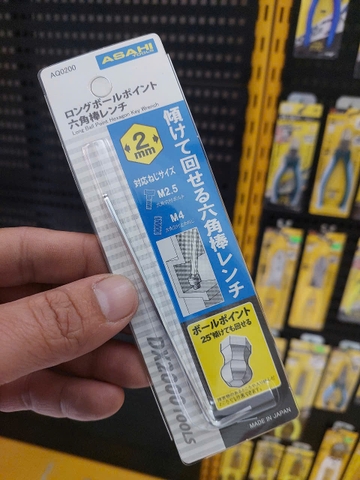 AQ0200
ASAHI
ロングボールポイント
六角棒レンチ
Long Ball Point Hexagon Key Wrench
2
mm
傾けて回せる六角棒レンチ
対応ねじサイズ
M2.5
M4
ボールポイント
25°傾けても回せる
TOOLS
MADE IN JAPAN